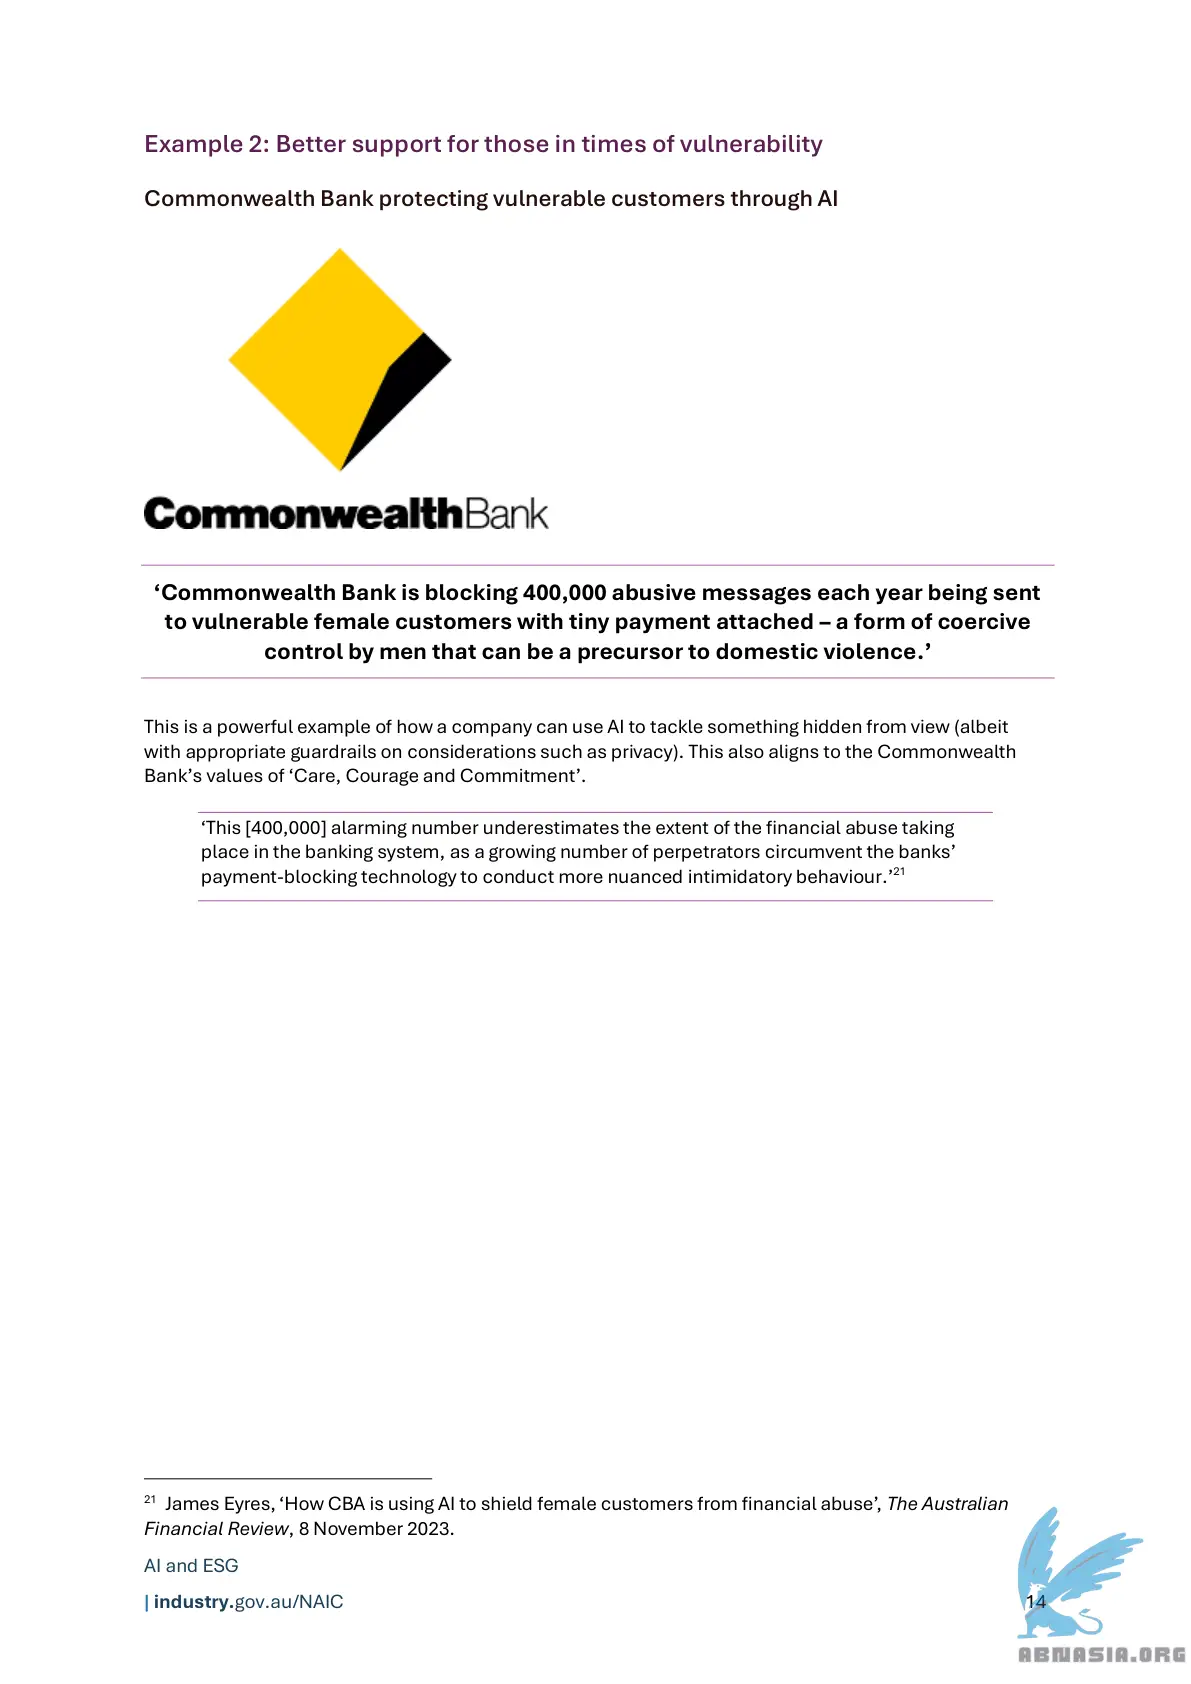 Example 2: Better support for those in times of vulnerability
Commonwealth Bank protecting vulnerable customers through AI
CommonwealthBank
‘Commonwealth Bank is blocking 400,000 abusive messages each year being sent
to vulnerable female customers with tiny payment attached – a form of coercive
control by men that can be a precursor to domestic violence.’
This is a powerful example of how a company can use AI to tackle something hidden from view (albeit
with appropriate guardrails on considerations such as privacy). This also aligns to the Commonwealth
Bank’s values of ‘Care, Courage and Commitment’.
‘This [400,000] alarming number underestimates the extent of the financial abuse taking
place in the banking system, as a growing number of perpetrators circumvent the banks’
payment-blocking technology to conduct more nuanced intimidatory behaviour.’21
21 James Eyres, ‘How CBA is using AI to shield female customers from financial abuse’, The Australian
Financial Review, 8 November 2023.
AI and ESG
| industry.gov.au/NAIC
14
ABNASIA.ORG